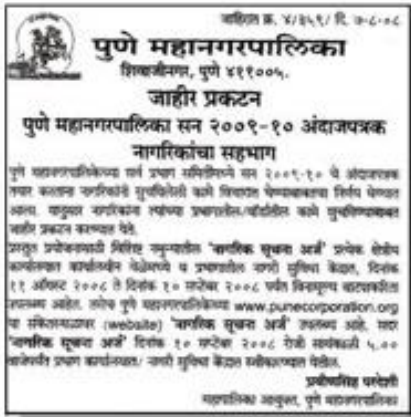 जाहिरात क्र. ४/३५९/ दि. ७-८-०८
पुणे महानगरपालिका
शिवाजीनगर, पुणे ४११००५.
जाहीर प्रकटन
पुणे महानगरपालिका सन २००९-१० अंदाजपत्रक
नागरिकांचा सहभाग
पुणे महानगरपालिकेच्या सर्व प्रभाग समितीमध्ये सन २००९-१० चे अंदाजपत्रक
तयार करताना नागरिकांनी सुचविलेली कामे विचारात घेण्याबाबतचा निर्णय घेण्यात
आला. यानुसार नागरिकांना त्यांच्या प्रभागातील/वॉर्डातील कामे सुचविण्याबाबत
जाहीर प्रकटन करण्यात येते.
प्रस्तुत प्रयोजनासाठी विशिष्ट नमुन्यातील 'नागरिक सूचना अर्ज' प्रत्येक क्षेत्रीय
कार्यालयात कार्यालयीन वेळेमध्ये व प्रभागातील नागरी सुविधा केंद्रात, दिनांक
११ ऑगस्ट २००८ ते दिनांक १० सप्टेंबर २००८ पर्यंत विनामूल्य वाटपाकरिता
उपलब्ध आहेत. तसेच पुणे महानगरपालिकेच्या www.punecorporation.org
या संकेतस्थळावर (website) 'नागरिक सूचना अर्ज' उपलब्ध आहे. सदर
'नागरिक सूचना अर्ज' दिनांक १० सप्टेंबर २००८ रोजी सायंकाळी ५.००
वाजेपर्यंत प्रभाग कार्यालयात/ नागरी सुविधा केंद्रात स्वीकारण्यात येतील.
प्रवीणसिंह परदेशी
महापालिका आयुक्त, पुणे महानगरपालिका